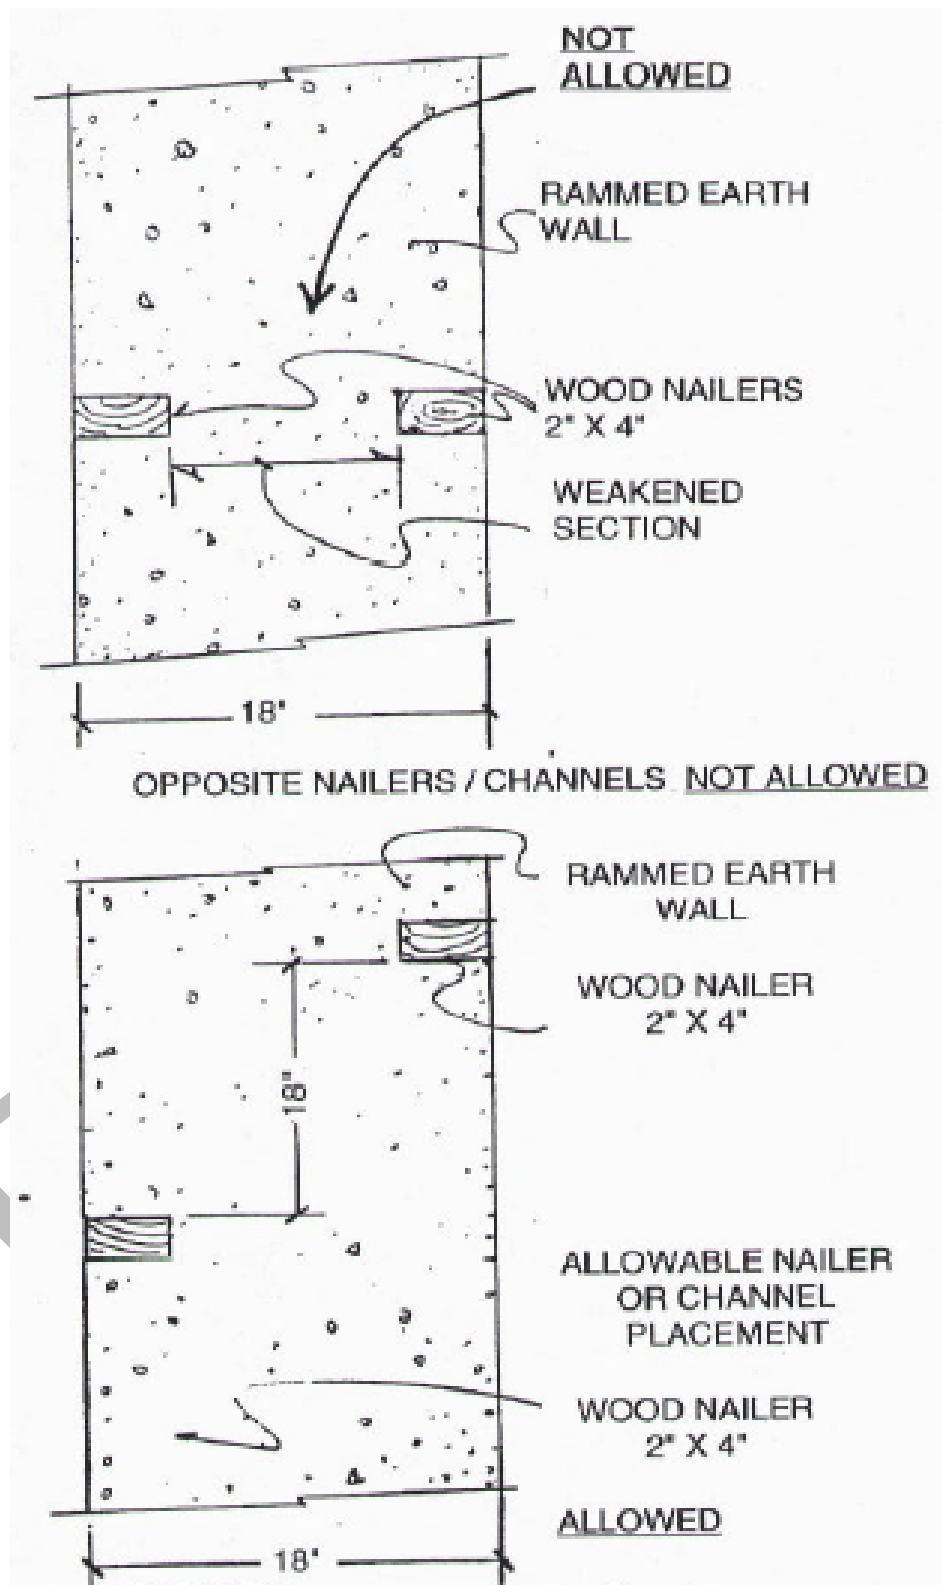 NOT
ALLOWED
RAMMED EARTH
WALL
WOOD NAILERS
2" X 4"
WEAKENED
SECTION
18"
OPPOSITE NAILERS / CHANNELS NOT ALLOWED
RAMMED EARTH
WALL
WOOD NAILER
2" X 4"
18"
ALLOWABLE NAILER
OR CHANNEL
PLACEMENT
WOOD NAILER
2" X 4"
ALLOWED
18"